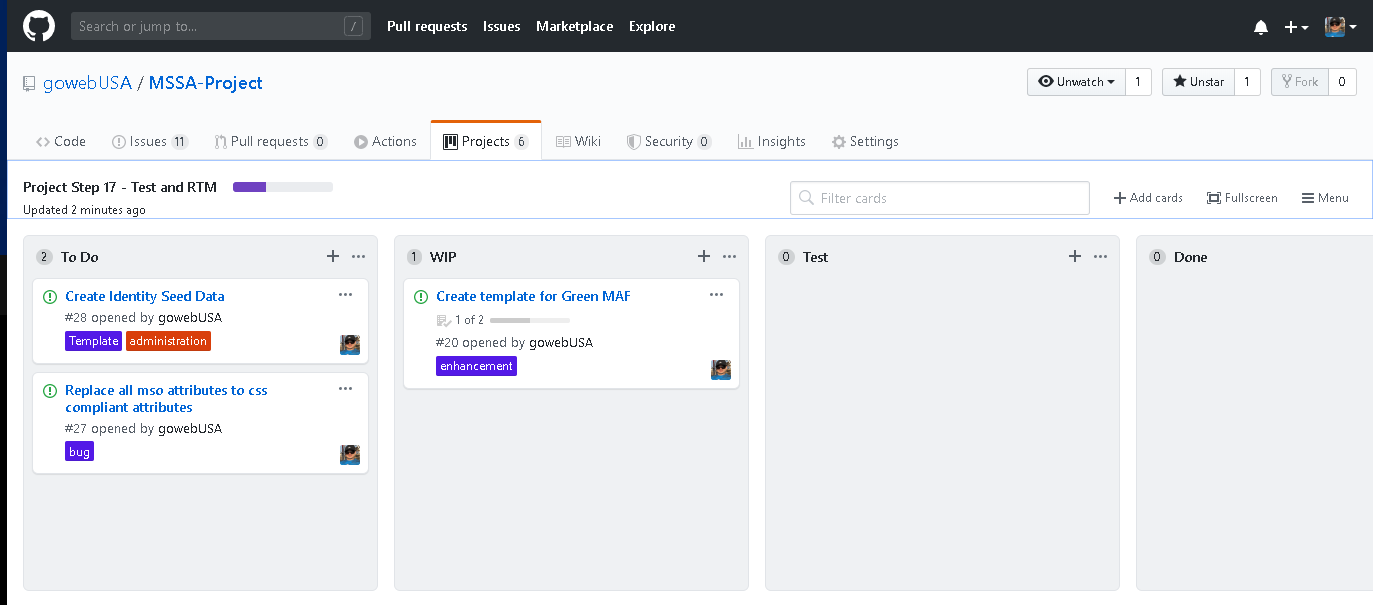 Search or jump to... /
Pull requests Issues Marketplace Explore
gowebUSA / MSSA-Project
Unwatch 1 Unstar 1 Fork 0
Code Issues 11 Pull requests 0 Actions Projects 6 Wiki Security 0 Insights Settings
Project Step 17 - Test and RTM
Updated 2 minutes ago
Filter cards
Add cards Fullscreen Menu
2 To Do
Create Identity Seed Data
#28 opened by gowebUSA
Template administration
Replace all mso attributes to css
compliant attributes
#27 opened by gowebUSA
bug
1 WIP
Create template for Green MAF
1 of 2
#20 opened by gowebUSA
enhancement
0 Test
0 Done